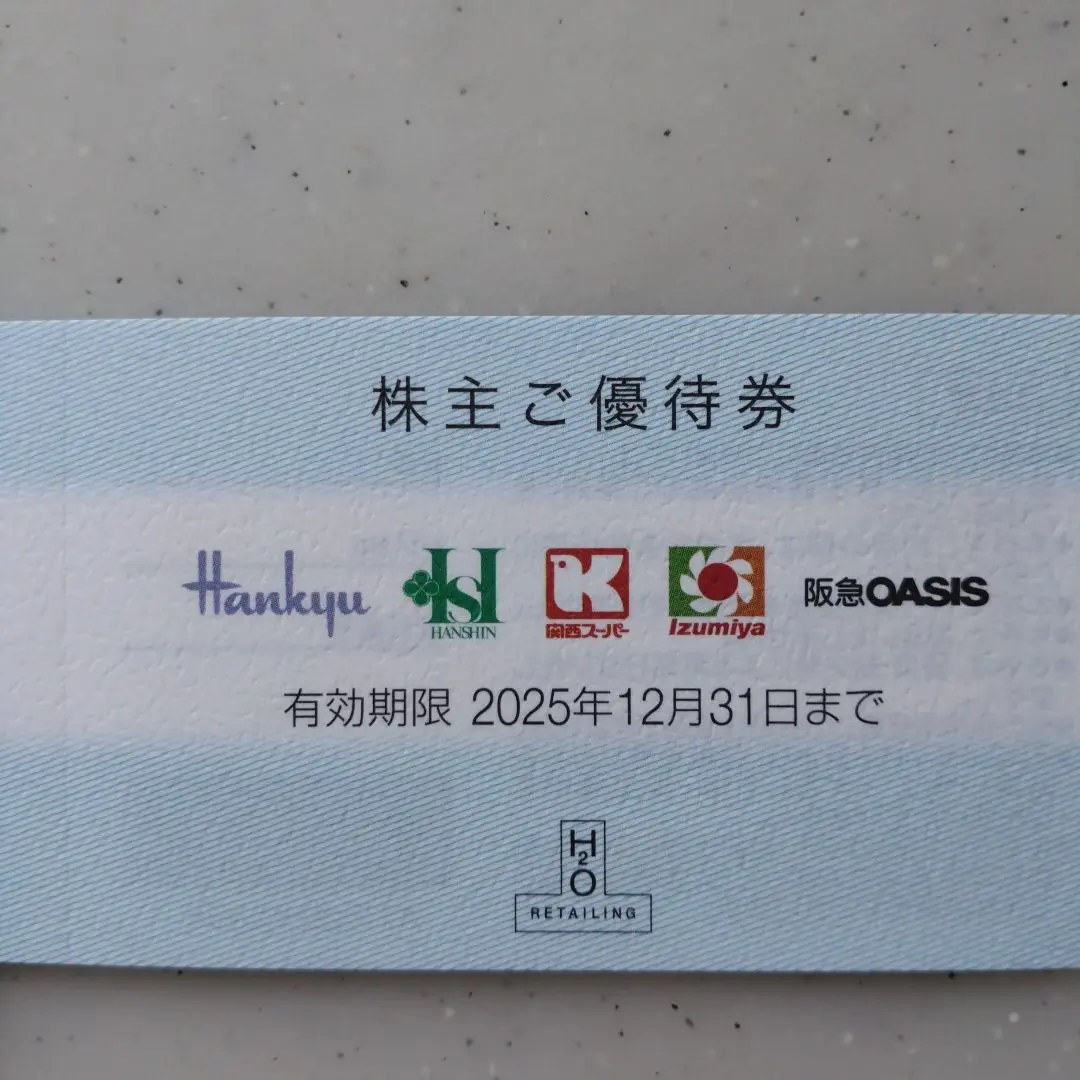 株主ご優待券
Hankyu HS HANSHIN K 関西スーパー Izumiya 阪急OASIS
有効期限 2025年12月31日まで
H2O
RETAILING